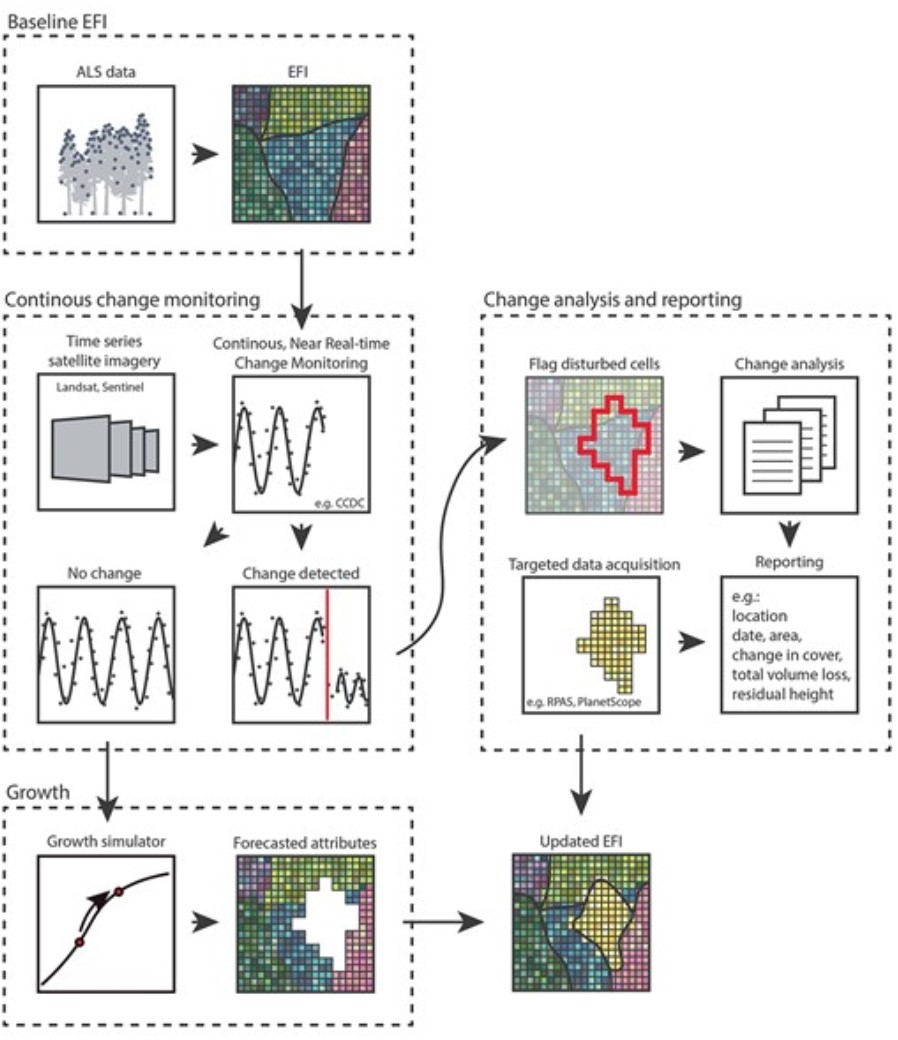 Baseline EFI
ALS data
EFI
Continous change monitoring
Time series
satellite imagery
Landsat, Sentinel
Continous, Near Real-time
Change Monitoring
e.g. CCDC
No change
Change detected
Change analysis and reporting
Flag disturbed cells
Change analysis
Targeted data acquisition
e.g. RPAS, PlanetScope
Reporting
e.g.:
location
date, area,
change in cover,
total volume loss,
residual height
Growth
Growth simulator
Forecasted attributes
Updated EFI